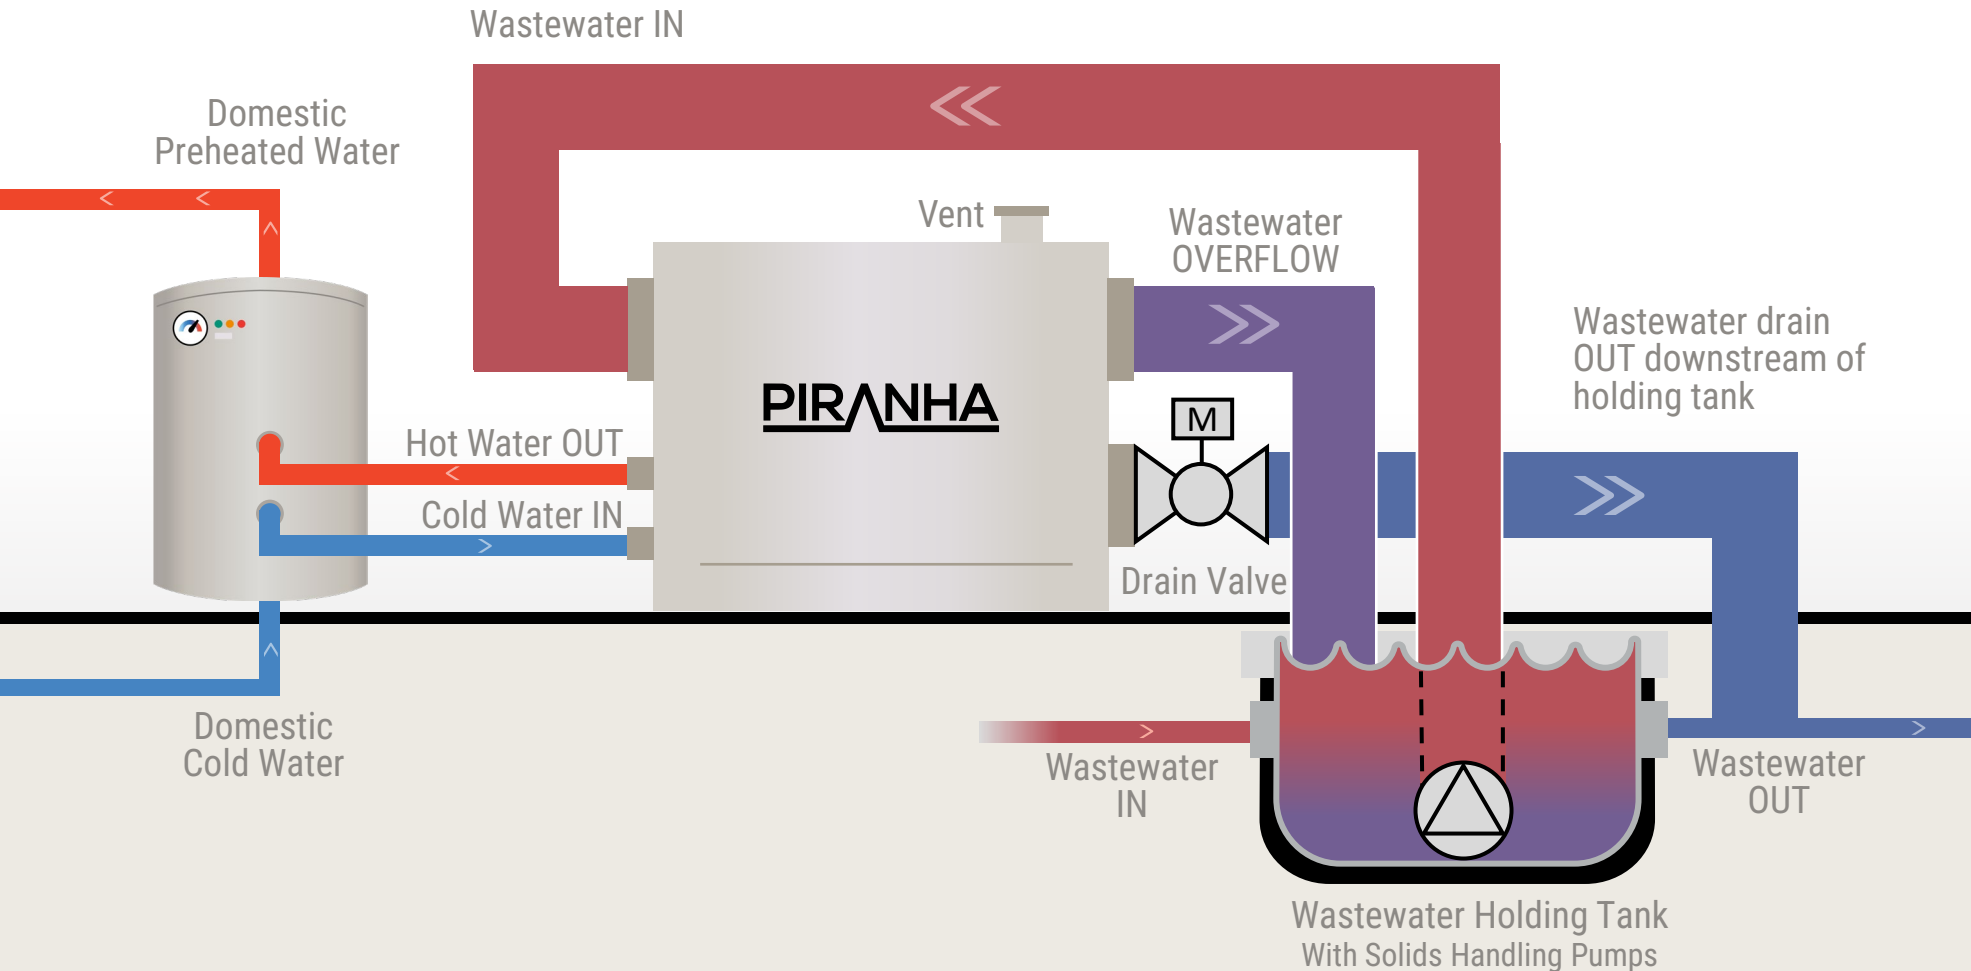 Wastewater IN
Domestic
Preheated Water
Vent
Wastewater
OVERFLOW
Wastewater drain
OUT downstream of
holding tank
PIRANHA
M
Hot Water OUT
Cold Water IN
Drain Valve
Domestic
Cold Water
Wastewater
IN
Wastewater
OUT
Wastewater Holding Tank
With Solids Handling Pumps